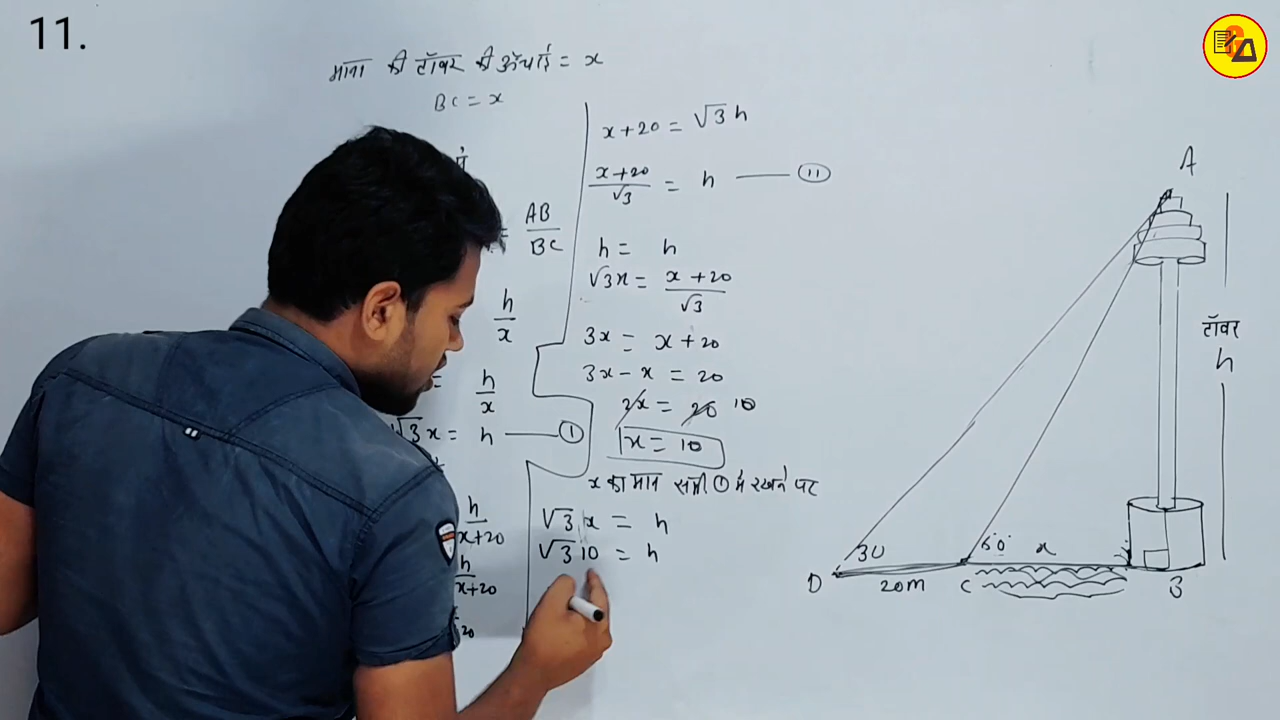 11.
माना की टॉवर की ऊँचाई = x
BC = x
= AB/BC
h/x
= h/x
√3x = h —— ①
h/x+20
h/x+20
20
x+20 = √3 h
x+20/√3 = h —— ⑪
h = h
√3x = x+20/√3
3x = x+20
3x-x = 20
2x = 20 10
x = 10
x का मान समी ① में रखने पर
√3 x = h
√3 10 = h
A
टॉवर
h
30
60°
x
D
20m
C
B